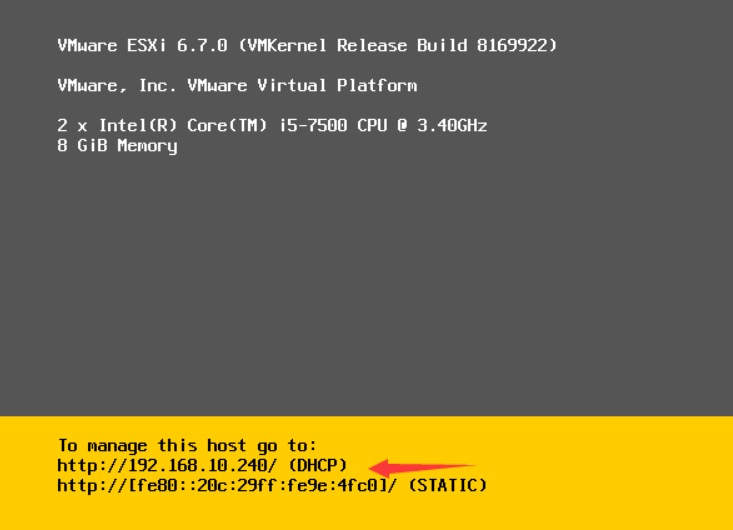 VMware ESXi 6.7.0 (VMKernel Release Build 8169922)
VMware, Inc. VMware Virtual Platform
2 x Intel(R) Core(TM) i5-7500 CPU @ 3.40GHz
8 GiB Memory
To manage this host go to:
http://192.168.10.240/ (DHCP)
http://[fe80::20c:29ff:fe9e:4fc0]/ (STATIC)